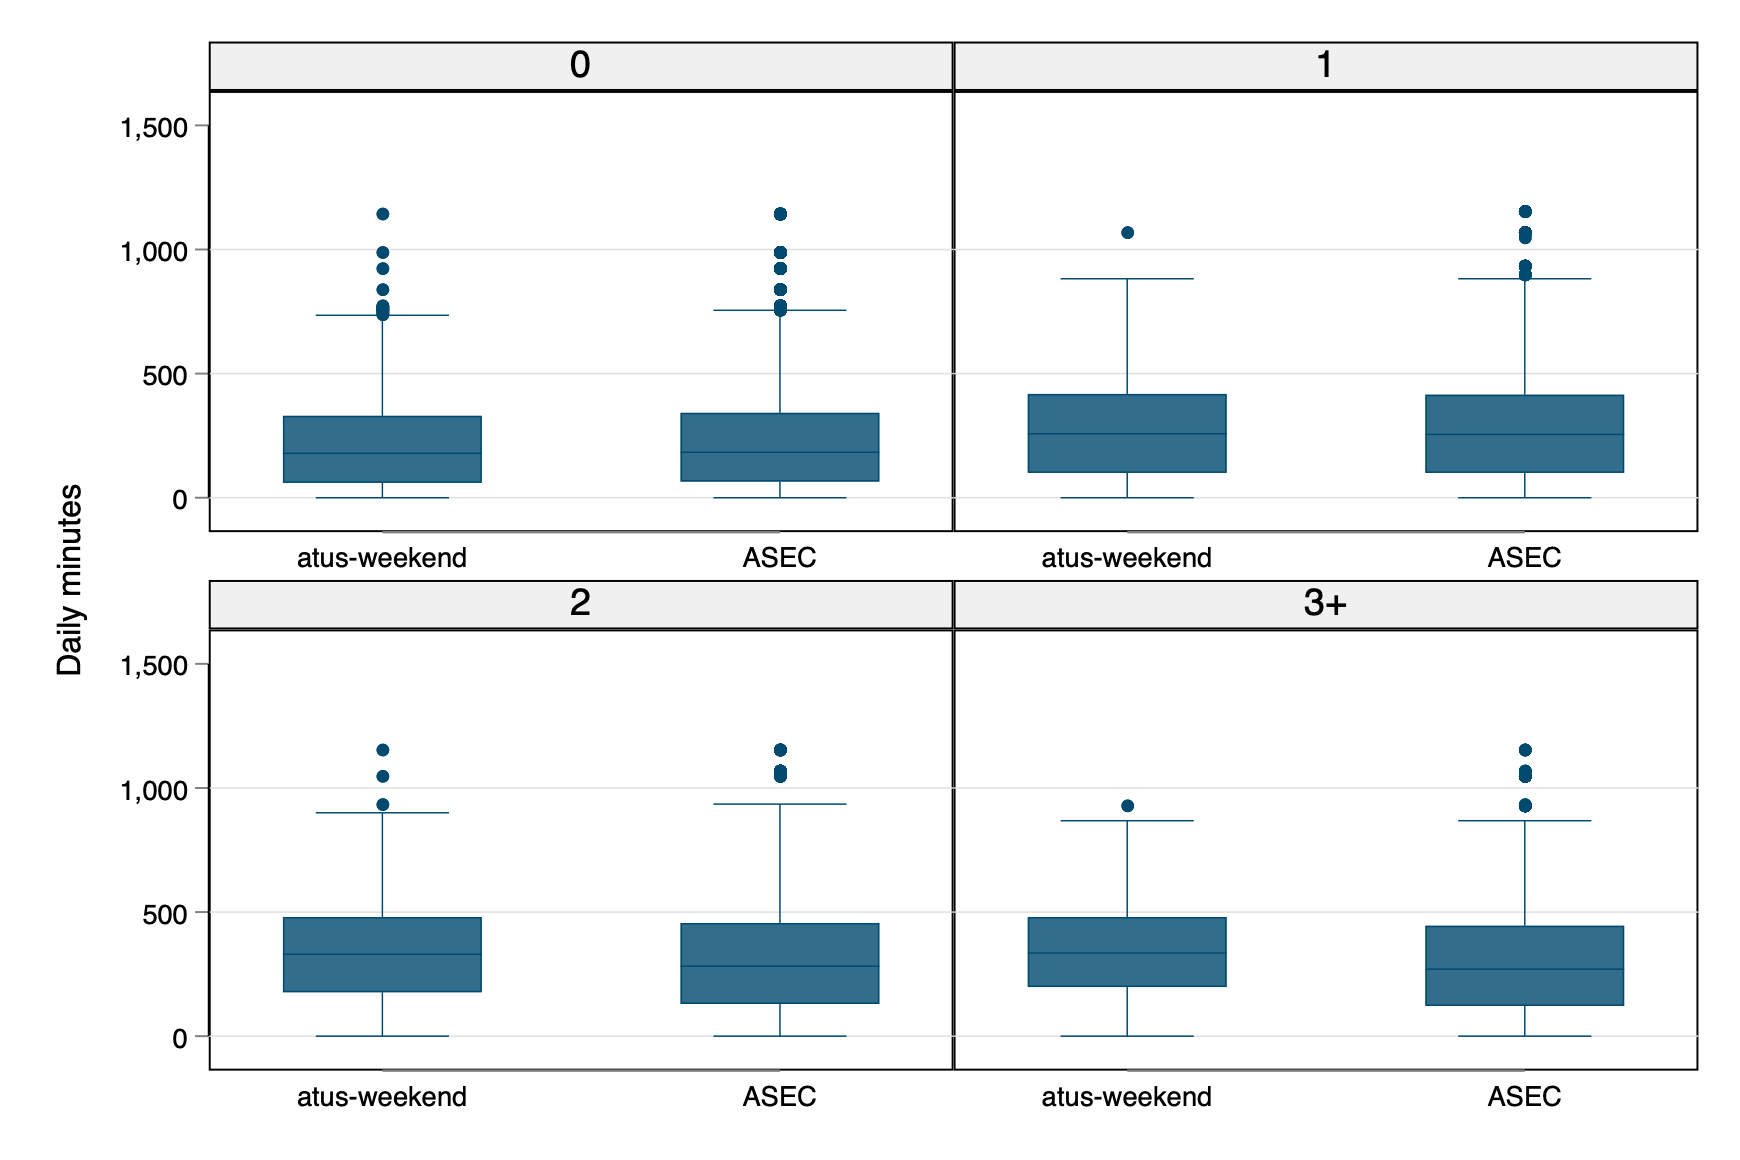 0
1
1,500
1,000
500
0
atus-weekend
ASEC
atus-weekend
ASEC
Daily minutes
2
3+
1,500
1,000
500
0
atus-weekend
ASEC
atus-weekend
ASEC